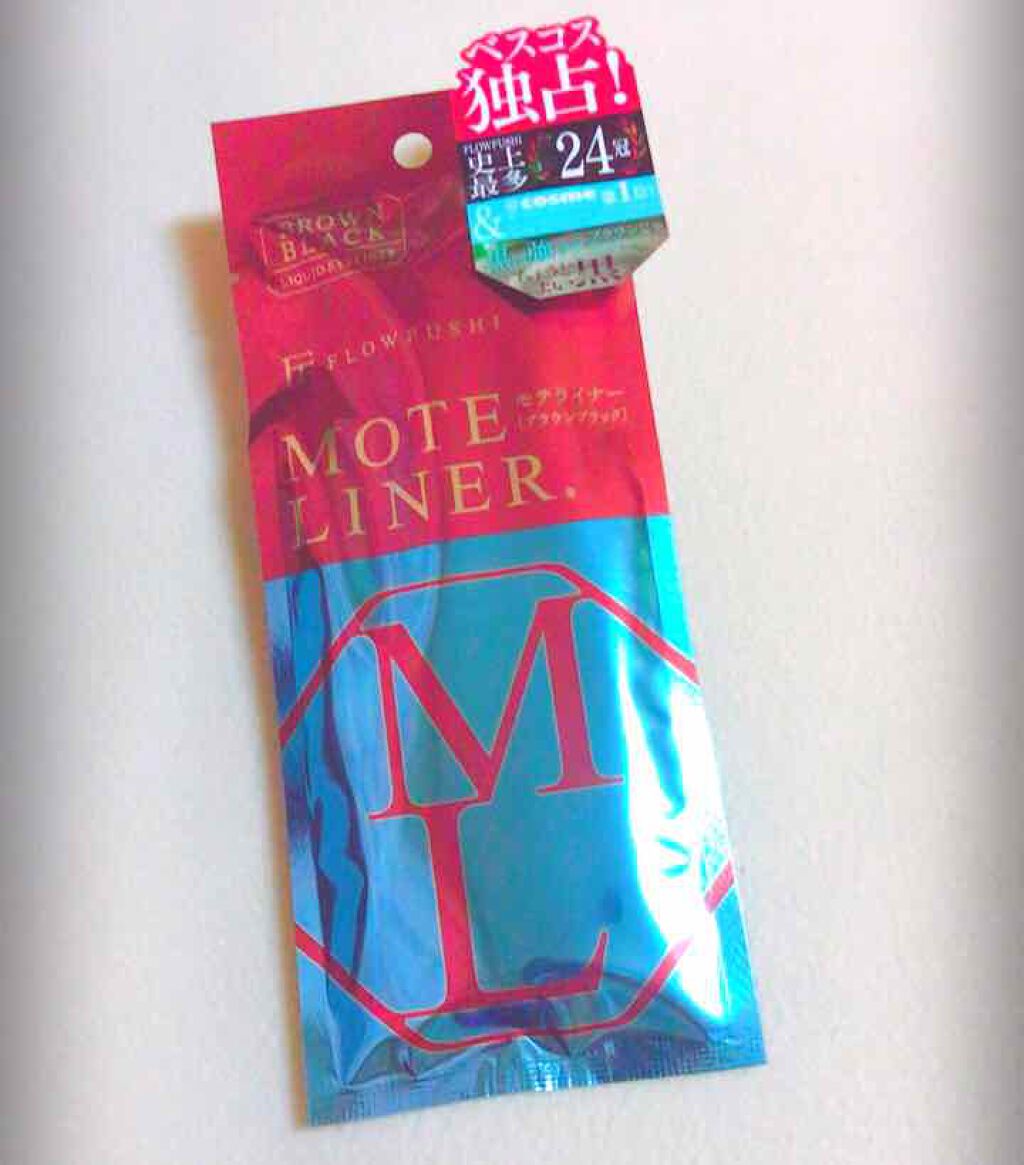 ベスコス
独占!
FLOWFUSHI
史上
最多
24冠
&
@cosme 第1位!
BROWN
BLACK
LIQUID EYELINER
FLOWFUSHI
MOTE
LINER.
モテライナー
[ブラウンブラック]
ML